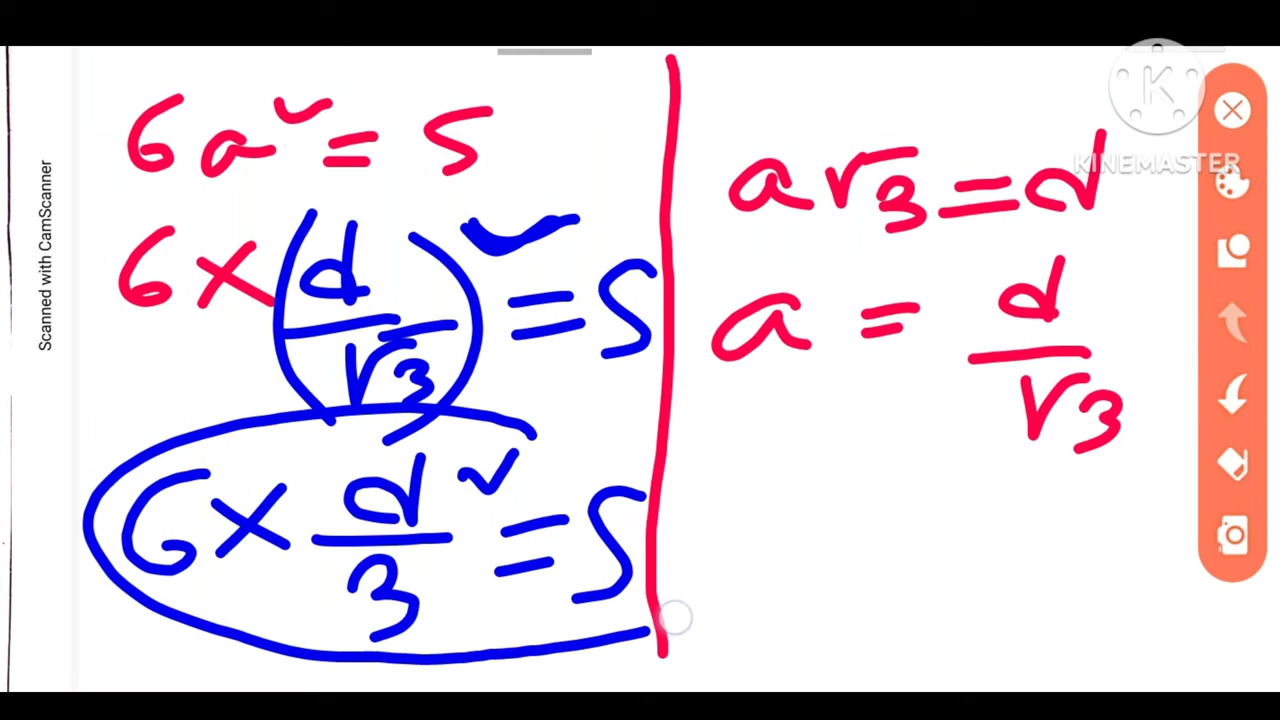 Scanned with CamScanner
6a² = S
6 × (d/√3)² = S
6 × d²/3 = S
a√3 = d
a = d/√3
KINEMASTER